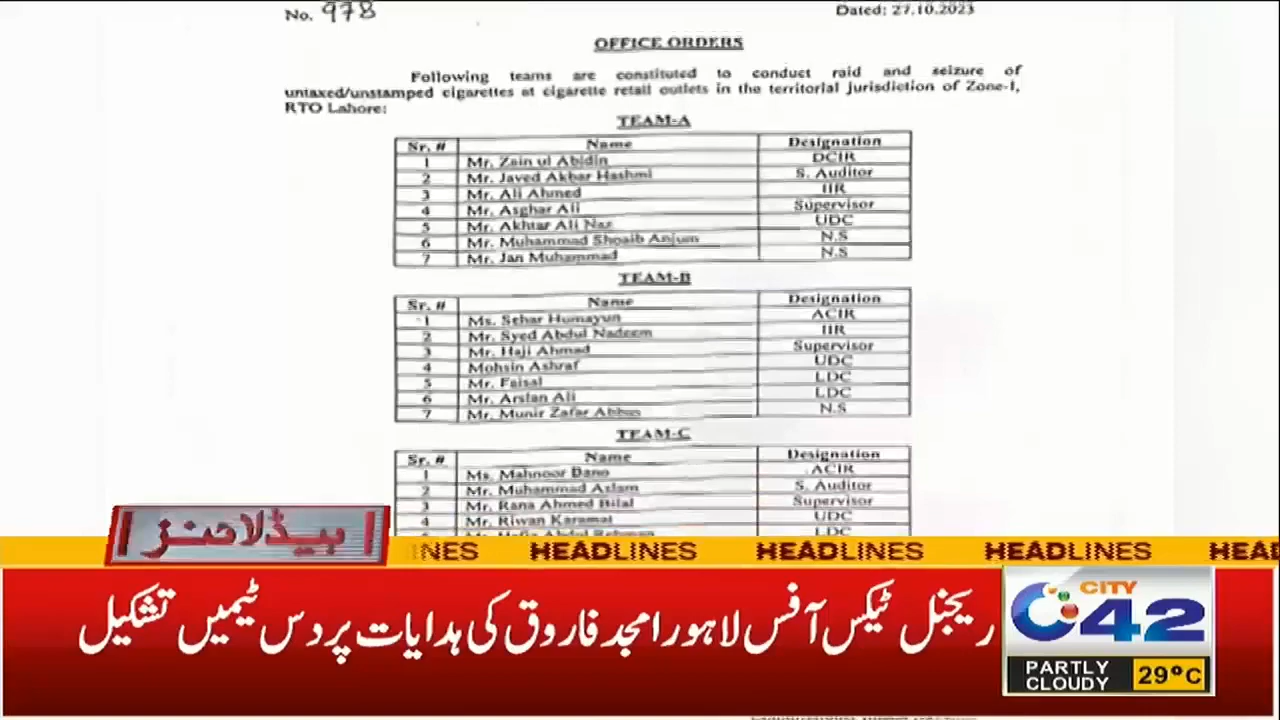 No. 978
Dated: 27.10.2023
OFFICE ORDERS
Following teams are constituted to conduct raid and seizure of
untaxed/unstamped cigarettes at cigarette retail outlets in the territorial jurisdiction of Zone-I,
RTO Lahore:
TEAM-A
Sr. # Name Designation
1 Mr. Zain ul Abidin DCIR
2 Mr. Javed Akbar Hashmi S. Auditor
3 Mr. Ali Ahmed IIR
4 Mr. Asghar Ali Supervisor
5 Mr. Akhtar Ali Naz UDC
6 Mr. Muhammad Shoaib Anjum N.S
7 Mr. Jan Muhammad N.S
TEAM-B
Sr. # Name Designation
1 Ms. Sehar Humayun ACIR
2 Mr. Syed Abdul Nadeem IIR
3 Mr. Haji Ahmad Supervisor
4 Mohsin Ashraf UDC
5 Mr. Faisal LDC
6 Mr. Arslan Ali LDC
7 Mr. Munir Zafar Abbas N.S
TEAM-C
Sr. # Name Designation
1 Ms. Mahnoor Bano ACIR
2 Mr. Muhammad Aslam S. Auditor
3 Mr. Rana Ahmed Bilal Supervisor
4 Mr. Riwan Karamat UDC
LDC
ہیڈلائنز
INES HEADLINES HEADLINES HEADLINES HEA
ریجنل ٹیکس آفس لاہور امجد فاروق کی ہدایات پر دس ٹیمیں تشکیل
CITY
42
PARTLY
CLOUDY
29°C